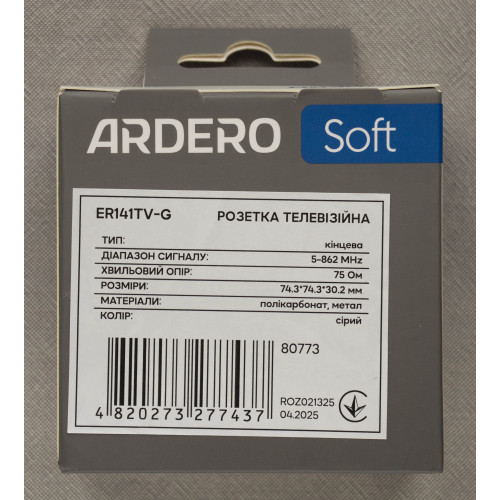 ARDERO Soft
ER141TV-G РОЗЕТКА ТЕЛЕВІЗІЙНА
ТИП: кінцева
ДІАПАЗОН СИГНАЛУ: 5-862 MHz
ХВИЛЬОВИЙ ОПІР: 75 Ом
РОЗМІРИ: 74.3*74.3*30.2 мм
МАТЕРІАЛИ: полікарбонат, метал
КОЛІР: сірий
80773
ROZ021325
04.2025
4 820273 277437